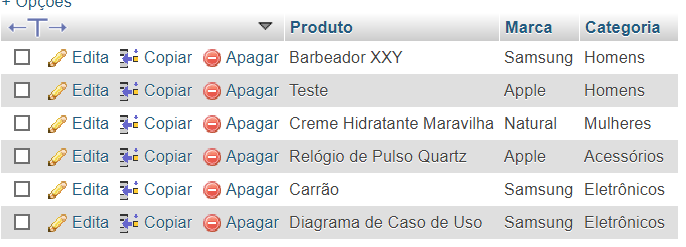 + Opções
Produto Marca Categoria
Edita Copiar Apagar Barbeador XXY Samsung Homens
Edita Copiar Apagar Teste Apple Homens
Edita Copiar Apagar Creme Hidratante Maravilha Natural Mulheres
Edita Copiar Apagar Relógio de Pulso Quartz Apple Acessórios
Edita Copiar Apagar Carrão Samsung Eletrônicos
Edita Copiar Apagar Diagrama de Caso de Uso Samsung Eletrônicos